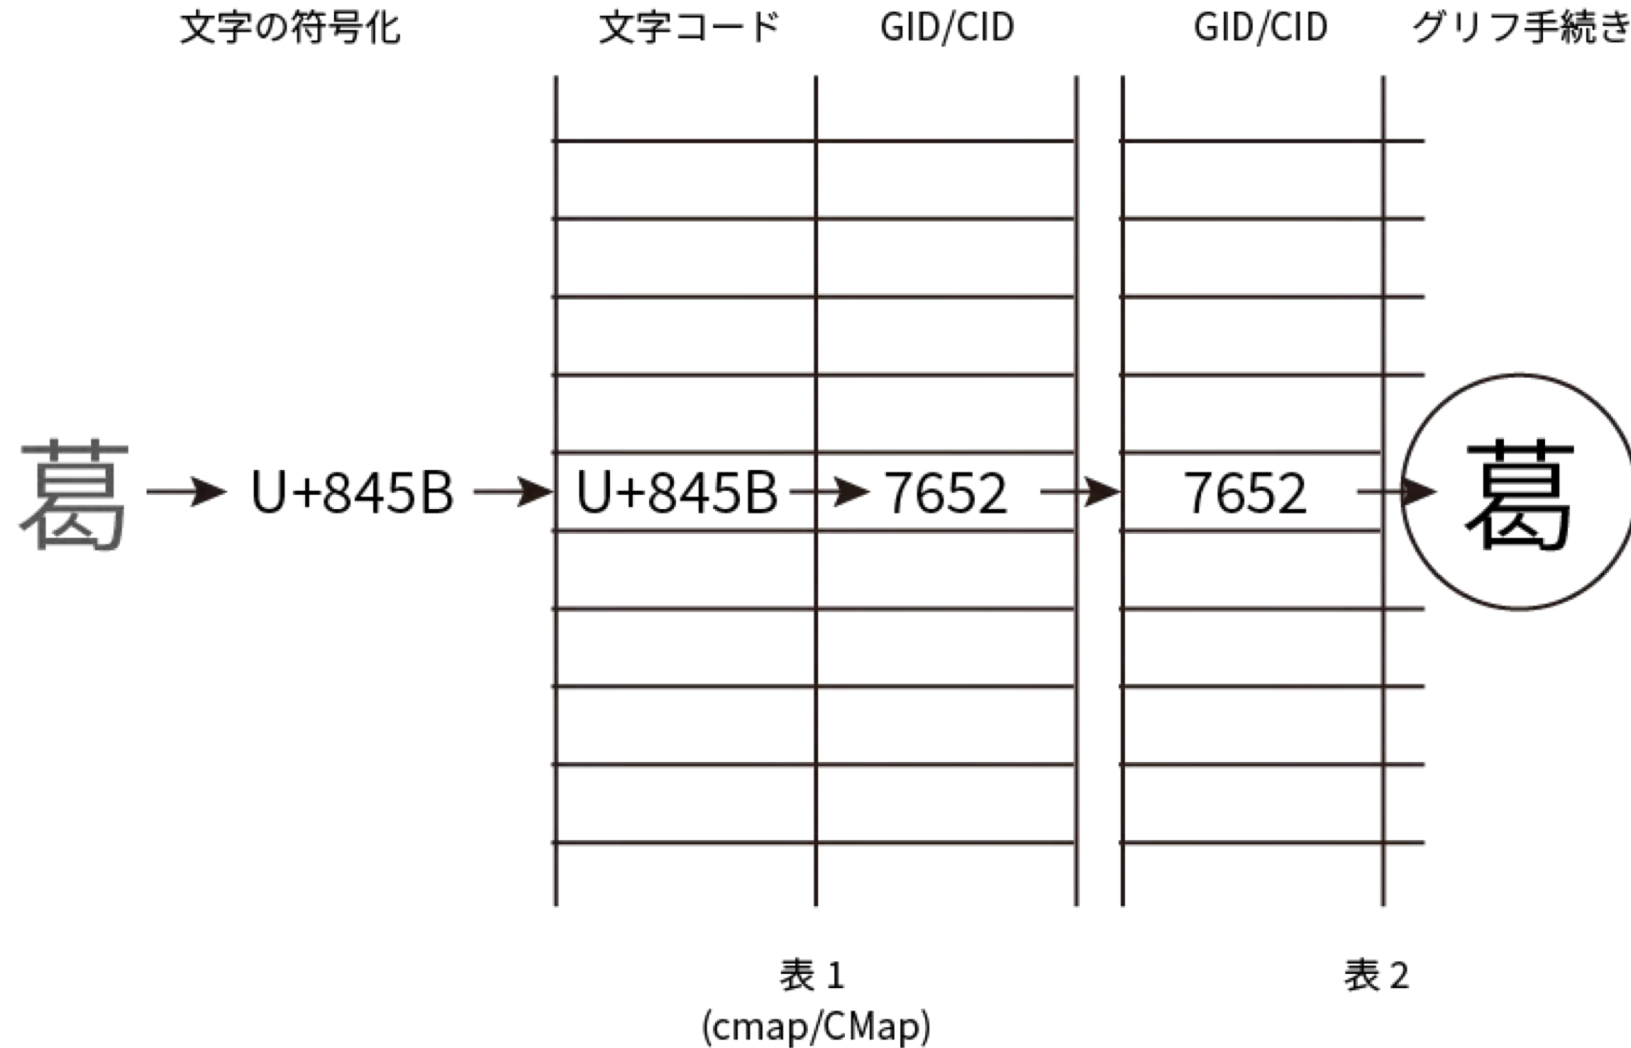 文字の符号化 文字コード GID/CID GID/CID グリフ手続き
葛 U+845B U+845B 7652 7652 葛
表 1 表 2
(cmap/CMap)